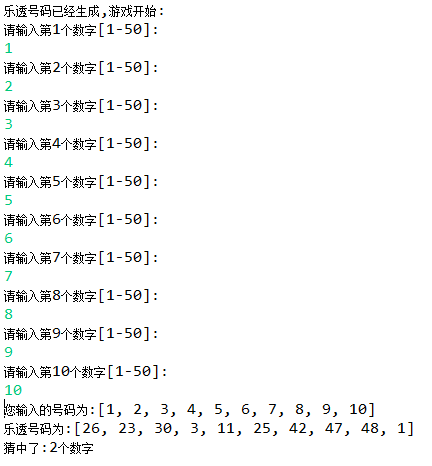 乐透号码已经生成,游戏开始:
请输入第1个数字[1-50]:
1
请输入第2个数字[1-50]:
2
请输入第3个数字[1-50]:
3
请输入第4个数字[1-50]:
4
请输入第5个数字[1-50]:
5
请输入第6个数字[1-50]:
6
请输入第7个数字[1-50]:
7
请输入第8个数字[1-50]:
8
请输入第9个数字[1-50]:
9
请输入第10个数字[1-50]:
10
您输入的号码为:[1, 2, 3, 4, 5, 6, 7, 8, 9, 10]
乐透号码为:[26, 23, 30, 3, 11, 25, 42, 47, 48, 1]
猜中了:2个数字